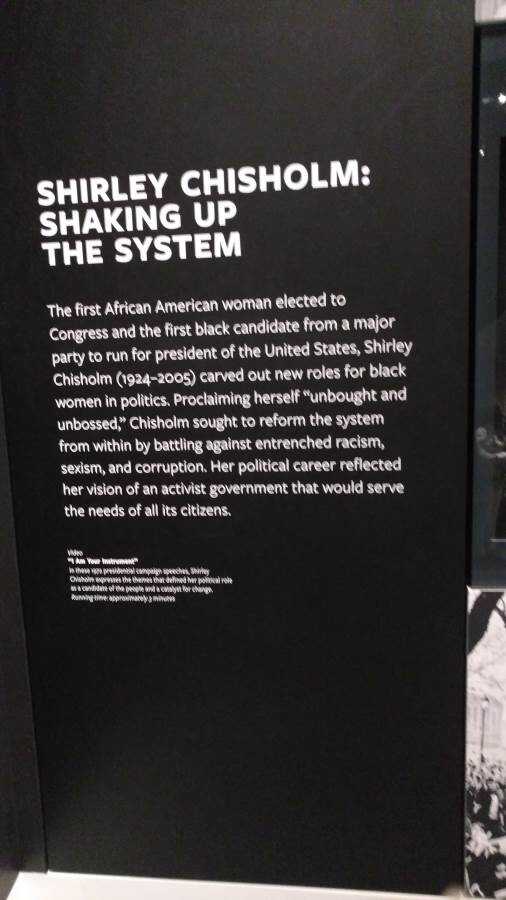 SHIRLEY CHISHOLM:
SHAKING UP
THE SYSTEM
The first African American woman elected to
Congress and the first black candidate from a major
party to run for president of the United States, Shirley
Chisholm (1924–2005) carved out new roles for black
women in politics. Proclaiming herself “unbought and
unbossed,” Chisholm sought to reform the system
from within by battling against entrenched racism,
sexism, and corruption. Her political career reflected
her vision of an activist government that would serve
the needs of all its citizens.
Video
“I Am Your Instrument”
In these 1972 presidential campaign speeches, Shirley
Chisholm expresses the themes that defined her political role
as a candidate of the people and a catalyst for change.
Running time: approximately 3 minutes